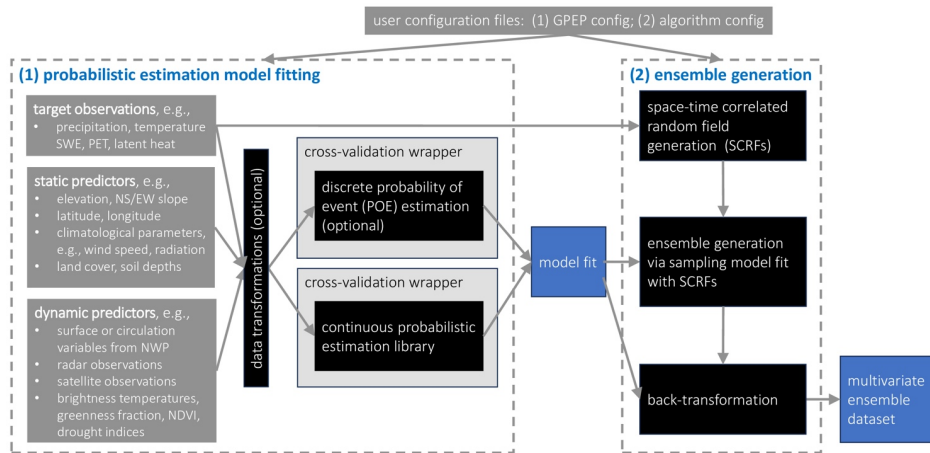 user configuration files:  (1) GPEP config; (2) algorithm config
(1) probabilistic estimation model fitting
target observations, e.g.,
• precipitation, temperature
SWE, PET, latent heat
static predictors, e.g.,
• elevation, NS/EW slope
• latitude, longitude
• climatological parameters,
e.g., wind speed, radiation
• land cover, soil depths
dynamic predictors, e.g.,
• surface or circulation
variables from NWP
• radar observations
• satellite observations
• brightness temperatures,
greenness fraction, NDVI,
drought indices
data transformations (optional)
cross-validation wrapper
discrete probability of
event (POE) estimation
(optional)
cross-validation wrapper
continuous probabilistic
estimation library
model fit
(2) ensemble generation
space-time correlated
random field
generation  (SCRFs)
ensemble generation
via sampling model fit
with SCRFs
back-transformation
multivariate
ensemble
dataset